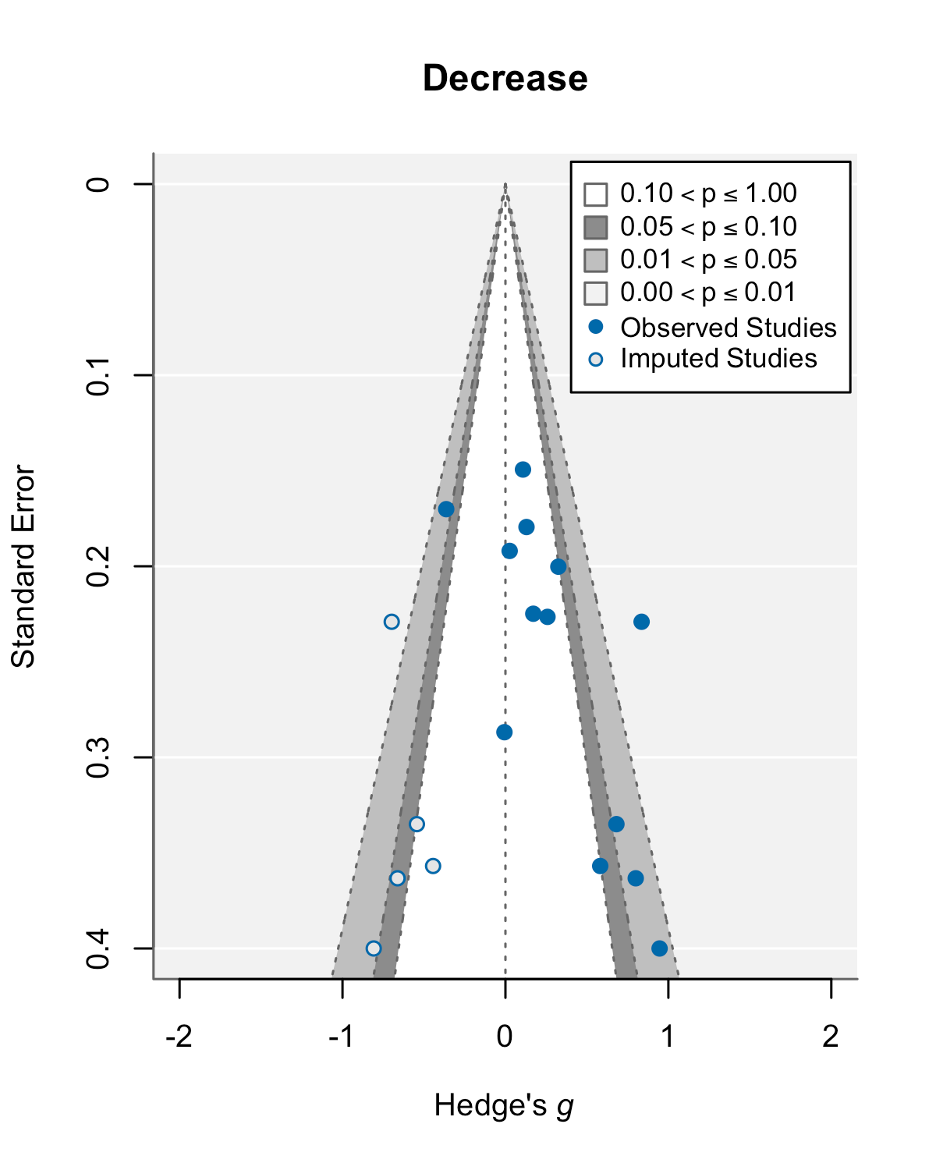 Decrease
0.10 < p ≤ 1.00
0.05 < p ≤ 0.10
0.01 < p ≤ 0.05
0.00 < p ≤ 0.01
Observed Studies
Imputed Studies
Standard Error
0
0.1
0.2
0.3
0.4
-2 -1 0 1 2
Hedge's g